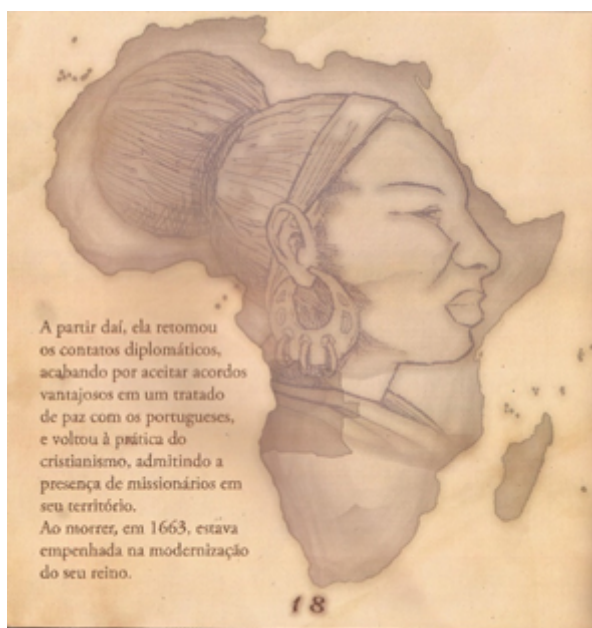 A partir daí, ela retomou
os contatos diplomáticos,
acabando por aceitar acordos
vantajosos em um tratado
de paz com os portugueses,
e voltou à prática do
cristianismo, admitindo a
presença de missionários em
seu território.
Ao morrer, em 1663, estava
empenhada na modernização
do seu reino.
18